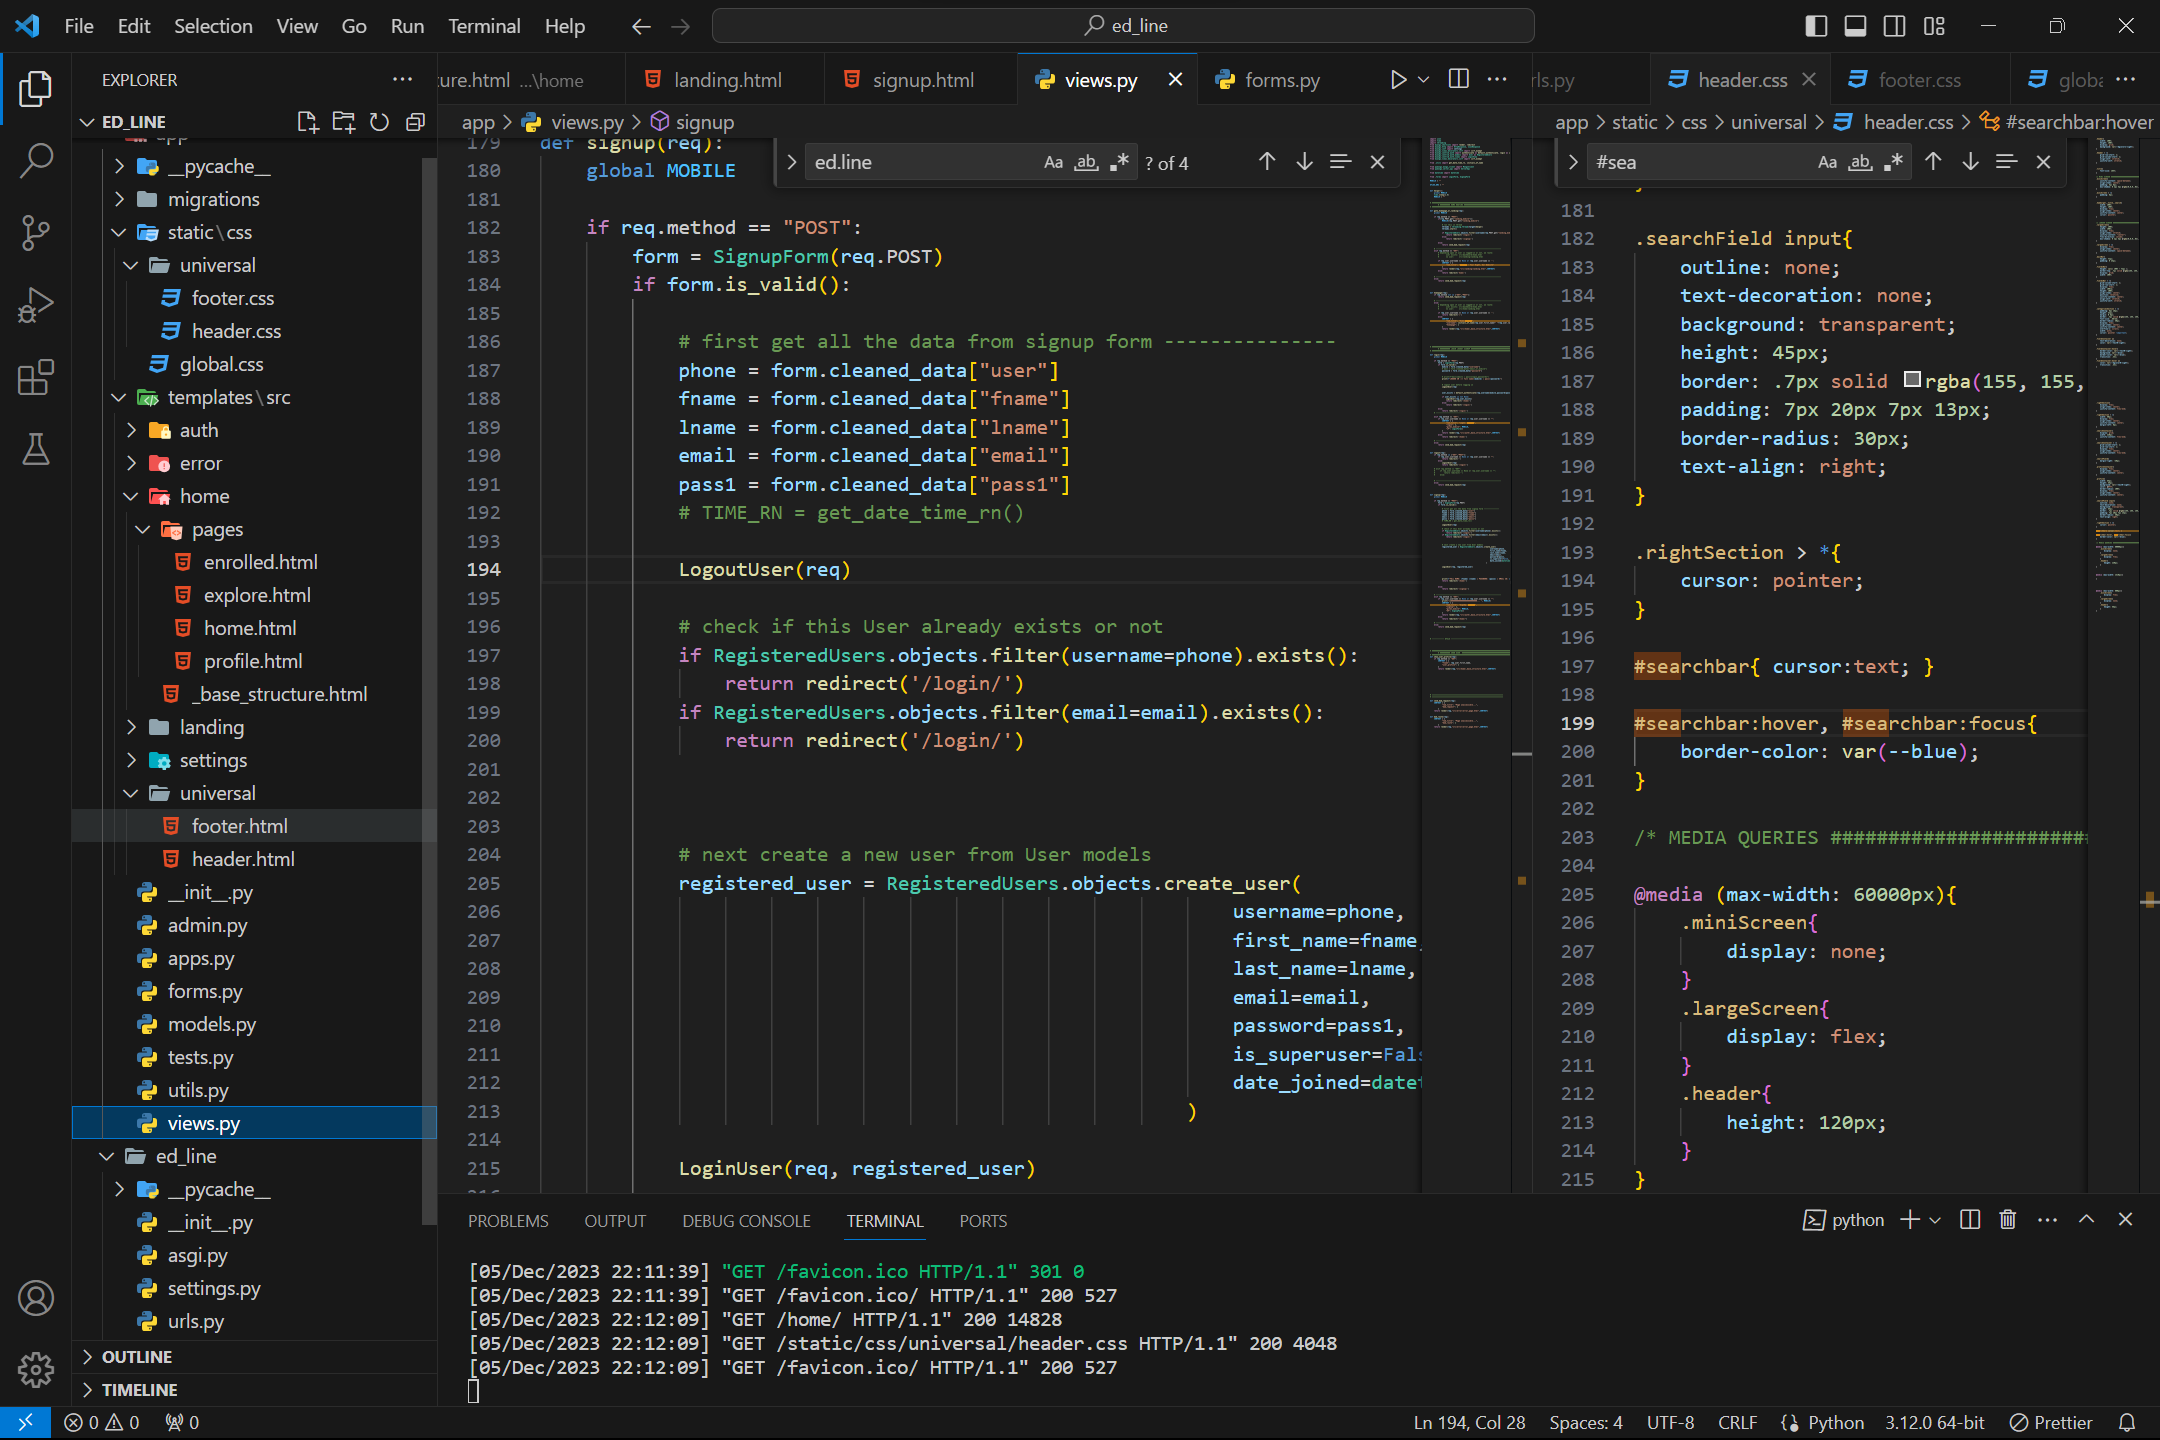 File Edit Selection View Go Run Terminal Help
ed_line
EXPLORER
ED_LINE
app
__pycache__
migrations
static\css
universal
footer.css
header.css
global.css
templates\src
auth
error
home
pages
enrolled.html
explore.html
home.html
profile.html
_base_structure.html
landing
settings
universal
footer.html
header.html
__init__.py
admin.py
apps.py
forms.py
models.py
tests.py
utils.py
views.py
ed_line
__pycache__
__init__.py
asgi.py
settings.py
urls.py
OUTLINE
TIMELINE
ure.html ...\home landing.html signup.html views.py forms.py
app > views.py > signup
ed.line Aa ab .* ? of 4
179 def signup(req):
180 global MOBILE
181
182 if req.method == "POST":
183 form = SignupForm(req.POST)
184 if form.is_valid():
185
186 # first get all the data from signup form ---------------
187 phone = form.cleaned_data["user"]
188 fname = form.cleaned_data["fname"]
189 lname = form.cleaned_data["lname"]
190 email = form.cleaned_data["email"]
191 pass1 = form.cleaned_data["pass1"]
192 # TIME_RN = get_date_time_rn()
193
194 LogoutUser(req)
195
196 # check if this User already exists or not
197 if RegisteredUsers.objects.filter(username=phone).exists():
198 return redirect('/login/')
199 if RegisteredUsers.objects.filter(email=email).exists():
200 return redirect('/login/')
201
202
203
204 # next create a new user from User models
205 registered_user = RegisteredUsers.objects.create_user(
206 username=phone,
207 first_name=fname,
208 last_name=lname,
209 email=email,
210 password=pass1,
211 is_superuser=Fals
212 date_joined=datet
213 )
214
215 LoginUser(req, registered_user)
rls.py header.css footer.css globa
app > static > css > universal > header.css > #searchbar:hover
#sea Aa ab .*
181
182 .searchField input{
183 outline: none;
184 text-decoration: none;
185 background: transparent;
186 height: 45px;
187 border: .7px solid rgba(155, 155,
188 padding: 7px 20px 7px 13px;
189 border-radius: 30px;
190 text-align: right;
191 }
192
193 .rightSection > *{
194 cursor: pointer;
195 }
196
197 #searchbar{ cursor:text; }
198
199 #searchbar:hover, #searchbar:focus{
200 border-color: var(--blue);
201 }
202
203 /* MEDIA QUERIES #######################
204
205 @media (max-width: 60000px){
206 .miniScreen{
207 display: none;
208 }
209 .largeScreen{
210 display: flex;
211 }
212 .header{
213 height: 120px;
214 }
215 }
PROBLEMS OUTPUT DEBUG CONSOLE TERMINAL PORTS
python
[05/Dec/2023 22:11:39] "GET /favicon.ico HTTP/1.1" 301 0
[05/Dec/2023 22:11:39] "GET /favicon.ico/ HTTP/1.1" 200 527
[05/Dec/2023 22:12:09] "GET /home/ HTTP/1.1" 200 14828
[05/Dec/2023 22:12:09] "GET /static/css/universal/header.css HTTP/1.1" 200 4048
[05/Dec/2023 22:12:09] "GET /favicon.ico/ HTTP/1.1" 200 527
0 0 0
Ln 194, Col 28 Spaces: 4 UTF-8 CRLF Python 3.12.0 64-bit Prettier